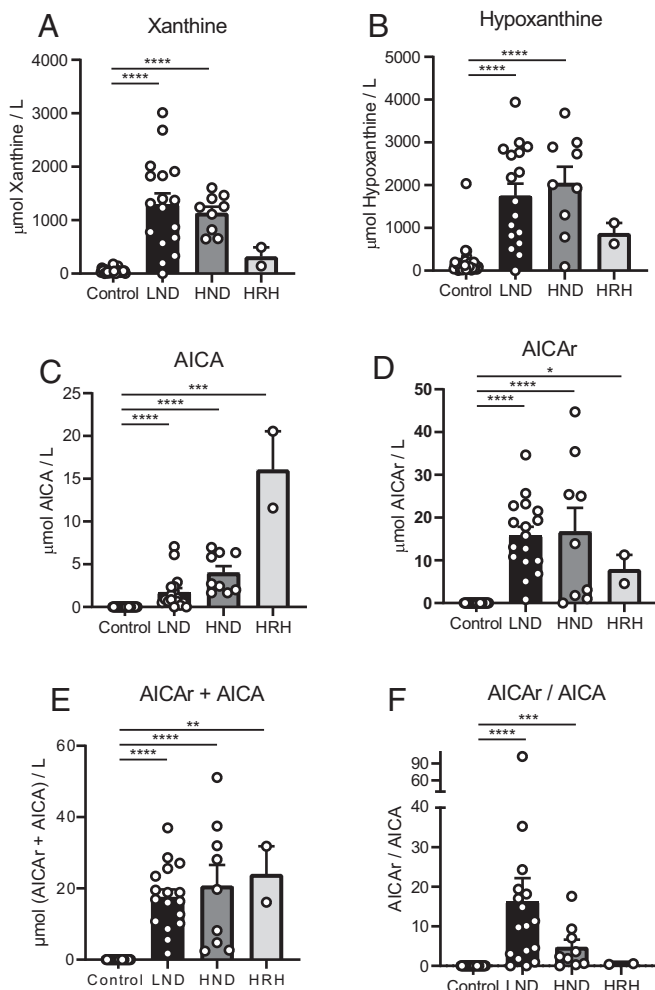 A
Xanthine
****
****
µmol Xanthine / L
4000
3000
2000
1000
0
Control LND HND HRH
B
Hypoxanthine
****
****
µmol Hypoxanthine / L
5000
4000
3000
2000
1000
0
Control LND HND HRH
C
AICA
***
****
****
µmol AICA / L
25
20
15
10
5
0
Control LND HND HRH
D
AICAr
*
****
****
µmol AICAr / L
50
40
30
20
10
0
Control LND HND HRH
E
AICAr + AICA
**
****
****
µmol (AICAr + AICA) / L
60
40
20
0
Control LND HND HRH
F
AICAr / AICA
***
****
AICAr / AICA
90
60
40
30
20
10
0
Control LND HND HRH